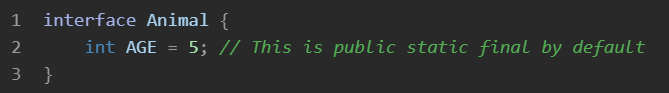 1 interface Animal {
2     int AGE = 5; // This is public static final by default
3 }